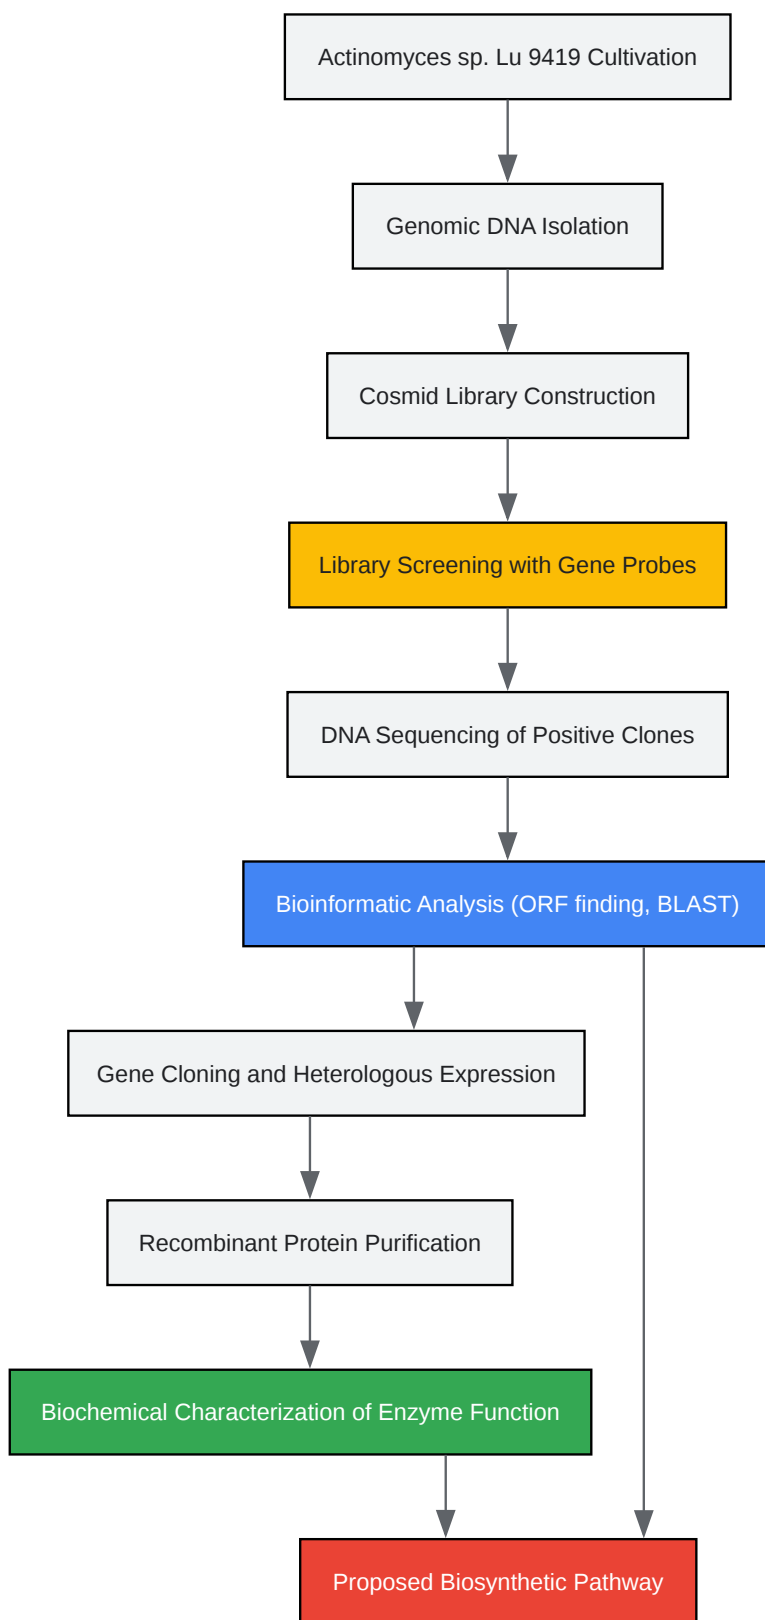 Actinomyces sp. Lu 9419 Cultivation
Genomic DNA Isolation
Cosmid Library Construction
Library Screening with Gene Probes
DNA Sequencing of Positive Clones
Bioinformatic Analysis (ORF finding, BLAST)
Gene Cloning and Heterologous Expression
Recombinant Protein Purification
Biochemical Characterization of Enzyme Function
Proposed Biosynthetic Pathway